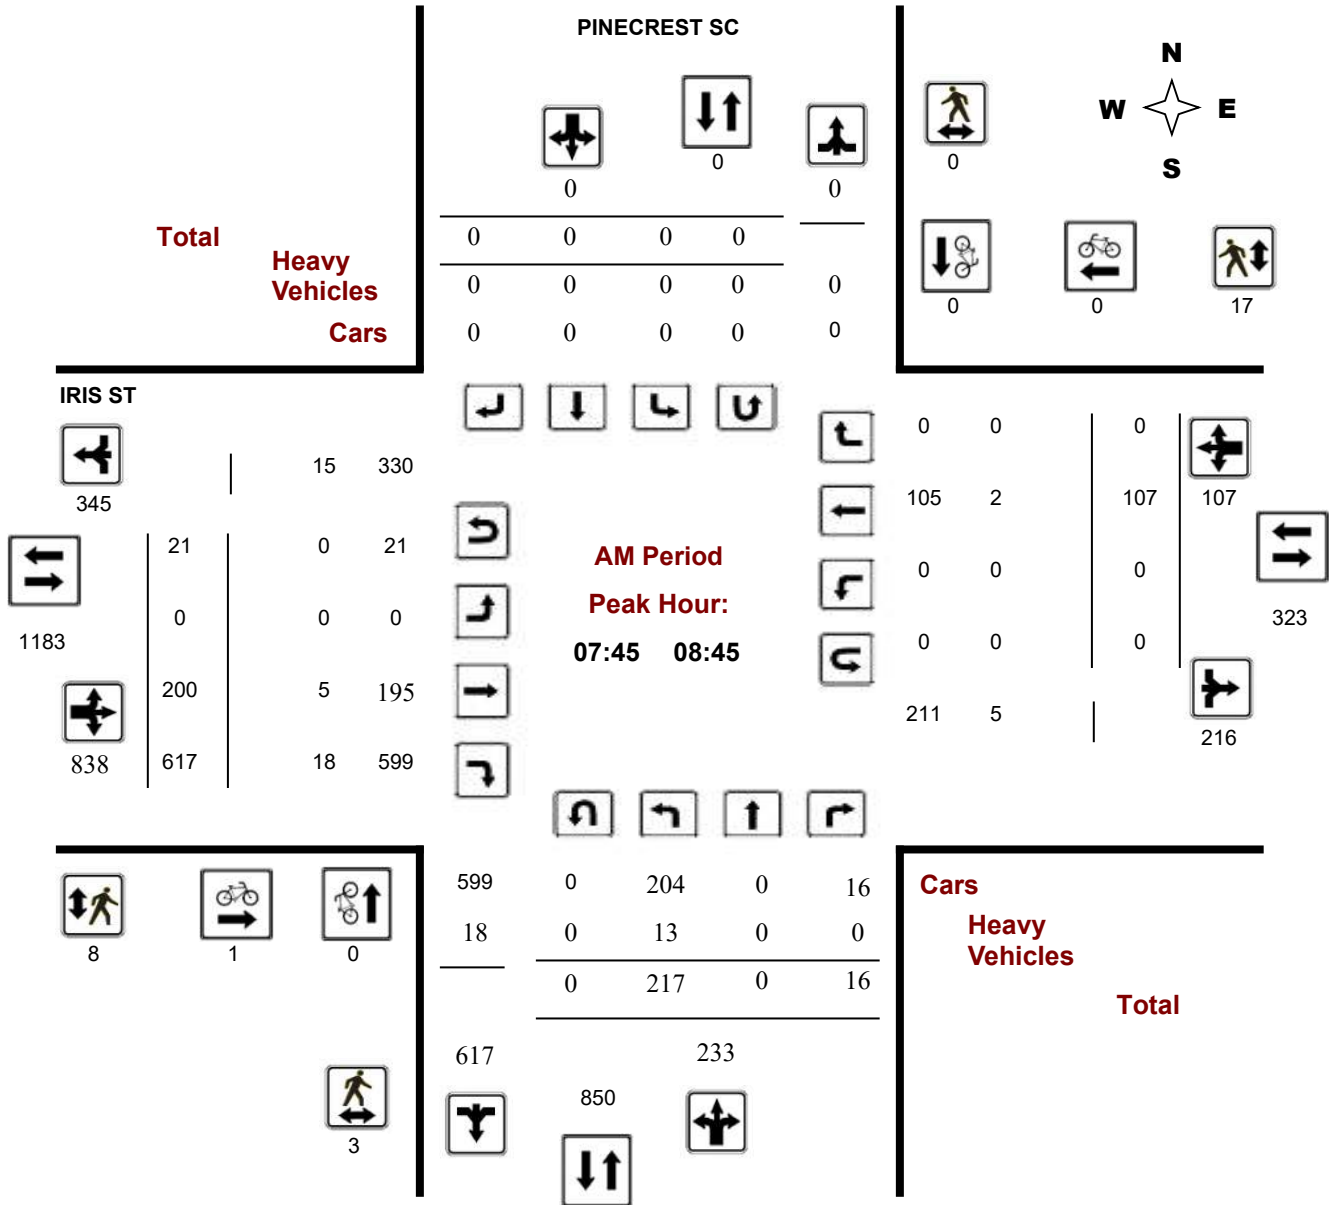 PINECREST SC
N
W E
S
0
0
0 0
Total 0 0 0 0
Heavy
Vehicles 0 0 0 0 0
Cars 0 0 0 0 0
0 0 17
IRIS ST
0 0 0
15 330
345
105 2 107 107
21 0 21
AM Period
0 0 0
Peak Hour:
0 0 0
323
1183
07:45 08:45
0 0 0
200 5 195
211 5
216
838 617 18 599
599 0 204 0 16
Cars
18 0 13 0 0
Heavy
Vehicles
8 1 0
0 217 0 16
Total
617 233
850
3